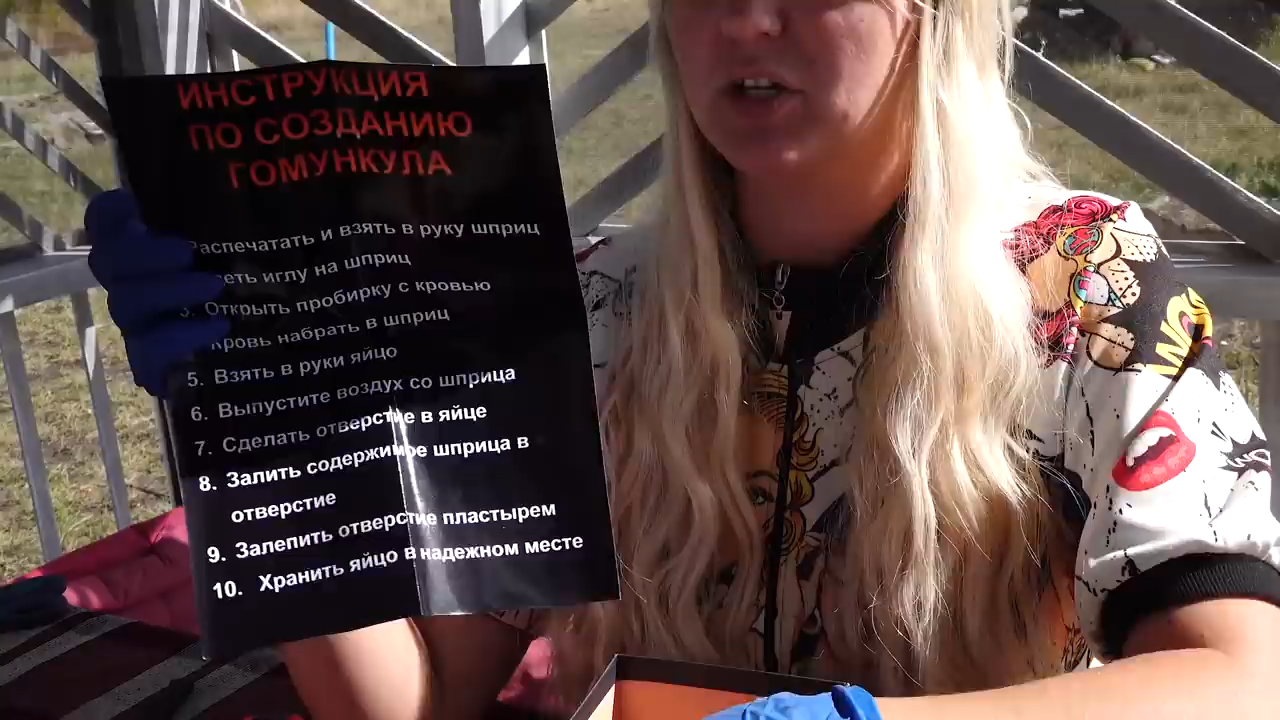 ИНСТРУКЦИЯ
ПО СОЗДАНИЮ
ГОМУНКУЛА
Распечатать и взять в руку шприц
иглу на шприц
3. Открыть пробирку с кровью
Кровь набрать в шприц
5. Взять в руки яйцо
6. Выпустите воздух со шприца
7. Сделать отверстие в яйце
8. Залить содержимое шприца в
отверстие
9. Залепить отверстие пластырем
10. Хранить яйцо в надежном месте